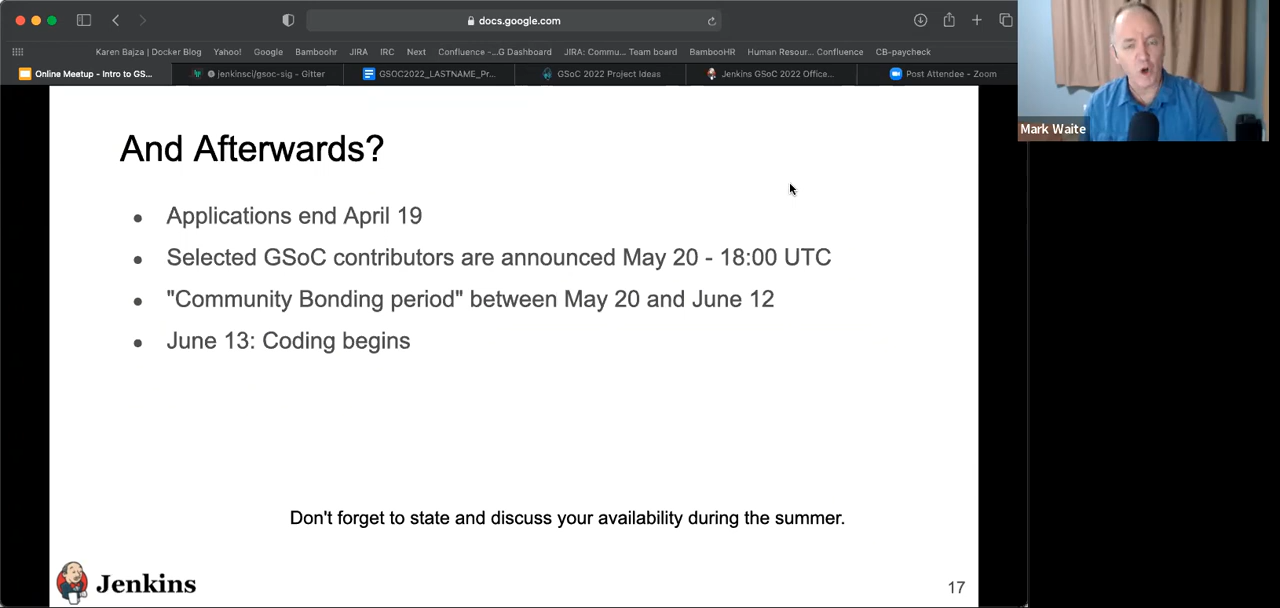 docs.google.com
Karen Bajza | Docker Blog Yahoo! Google Bamboohr JIRA IRC Next Confluence -...G Dashboard JIRA: Commu... Team board BambooHR Human Resour... Confluence CB-paycheck
Online Meetup - Intro to GS... jenkinsci/gsoc-sig - Gitter GSOC2022_LASTNAME_Pr... GSoC 2022 Project Ideas Jenkins GSoC 2022 Office... Post Attendee - Zoom
Mark Waite
And Afterwards?
● Applications end April 19
● Selected GSoC contributors are announced May 20 - 18:00 UTC
● "Community Bonding period" between May 20 and June 12
● June 13: Coding begins
Don't forget to state and discuss your availability during the summer.
Jenkins
17